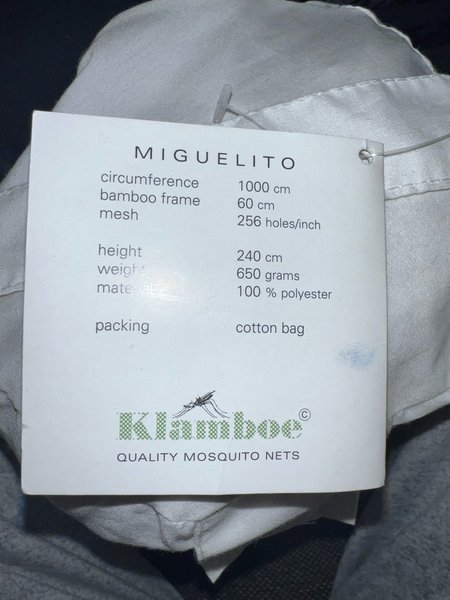 MIGUELITO
circumference 1000 cm
bamboo frame 60 cm
mesh 256 holes/inch
height 240 cm
weight 650 grams
material 100 % polyester
packing cotton bag
Klamboe©
QUALITY MOSQUITO NETS